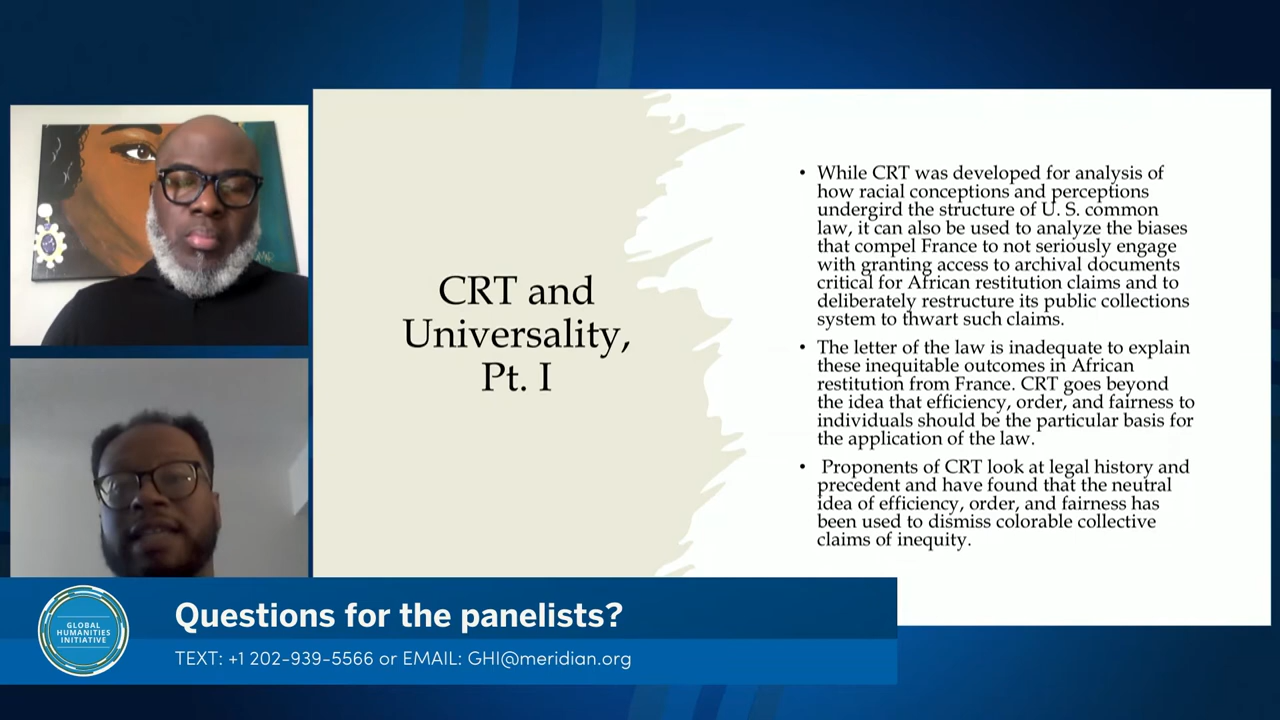 CRT and
Universality,
Pt. I
• While CRT was developed for analysis of
how racial conceptions and perceptions
undergird the structure of U. S. common
law, it can also be used to analyze the biases
that compel France to not seriously engage
with granting access to archival documents
critical for African restitution claims and to
deliberately restructure its public collections
system to thwart such claims.
• The letter of the law is inadequate to explain
these inequitable outcomes in African
restitution from France. CRT goes beyond
the idea that efficiency, order, and fairness to
individuals should be the particular basis for
the application of the law.
• Proponents of CRT look at legal history and
precedent and have found that the neutral
idea of efficiency, order, and fairness has
been used to dismiss colorable collective
claims of inequity.
GLOBAL
HUMANITIES
INITIATIVE
Questions for the panelists?
TEXT: +1 202-939-5566 or EMAIL: GHI@meridian.org